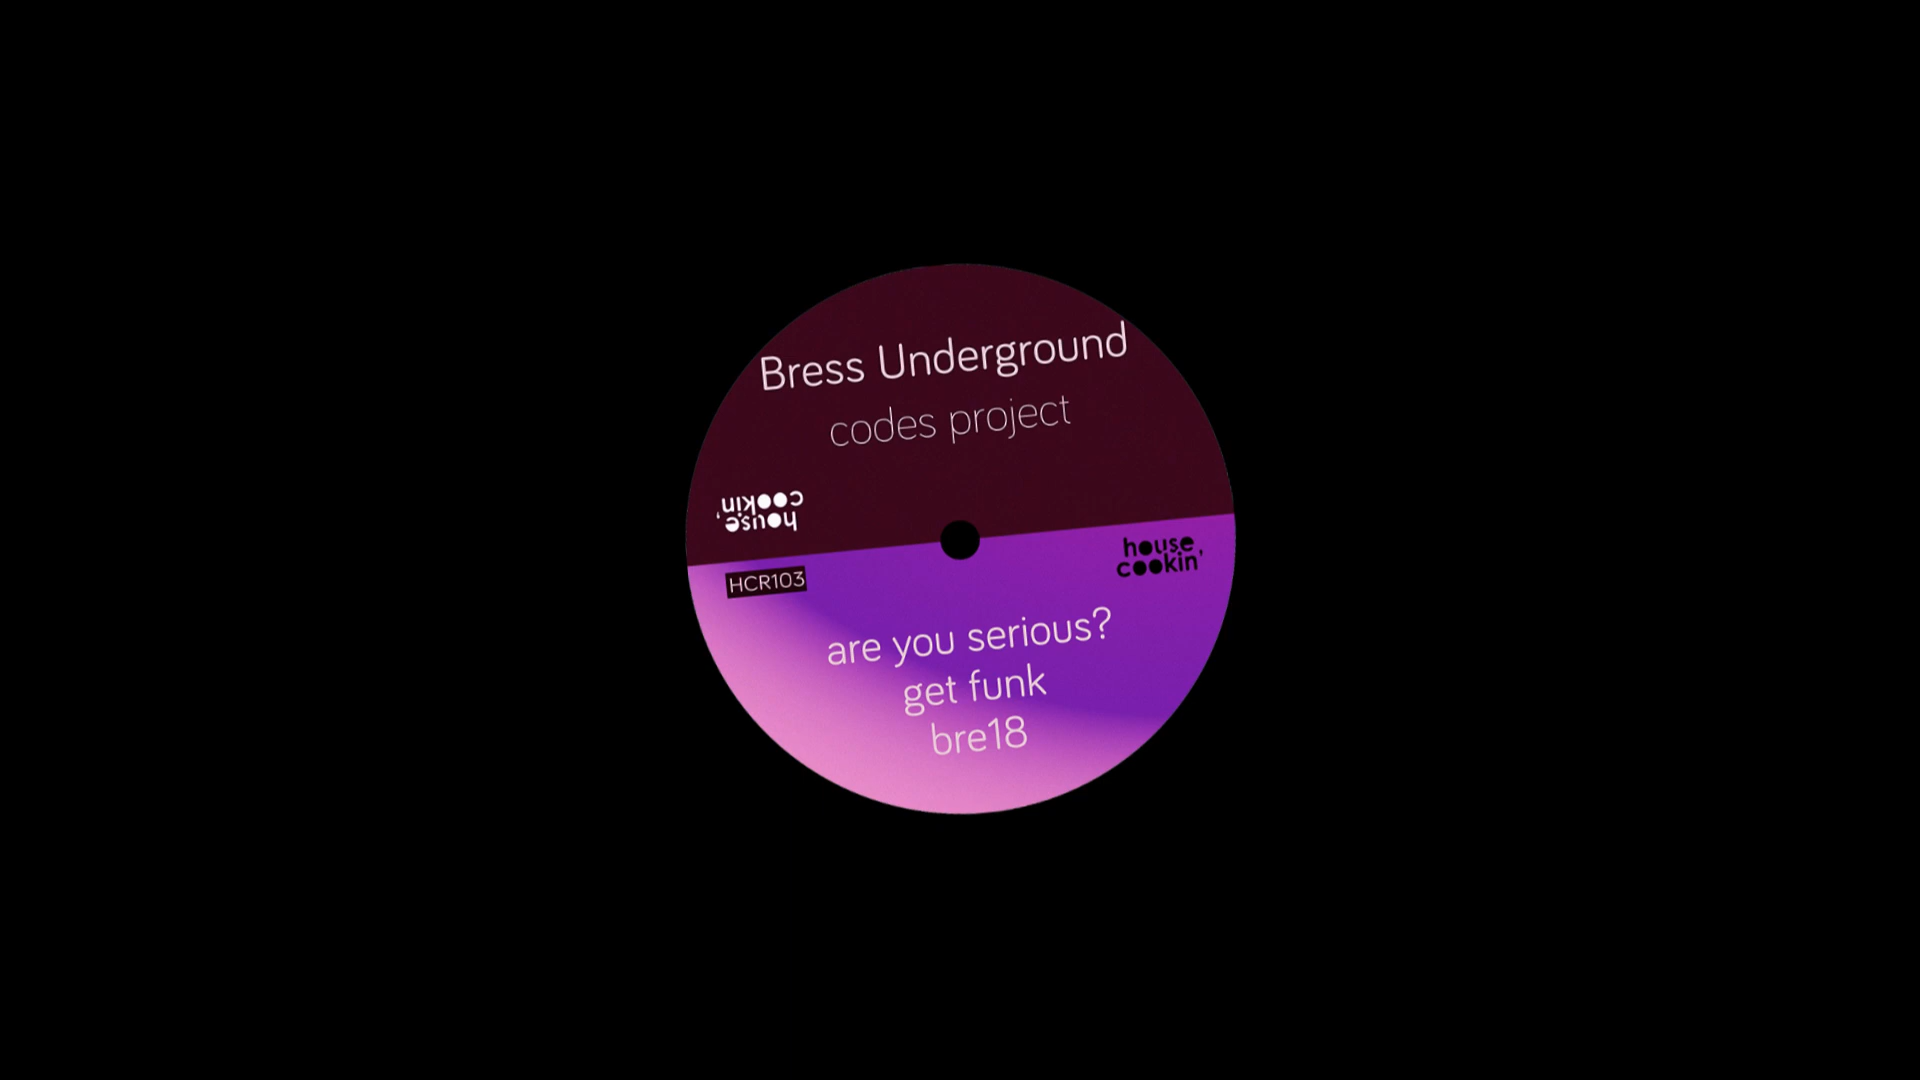 Bress Underground
codes project
house
cookin'
HCR103
house
cookin'
are you serious?
get funk
bre18